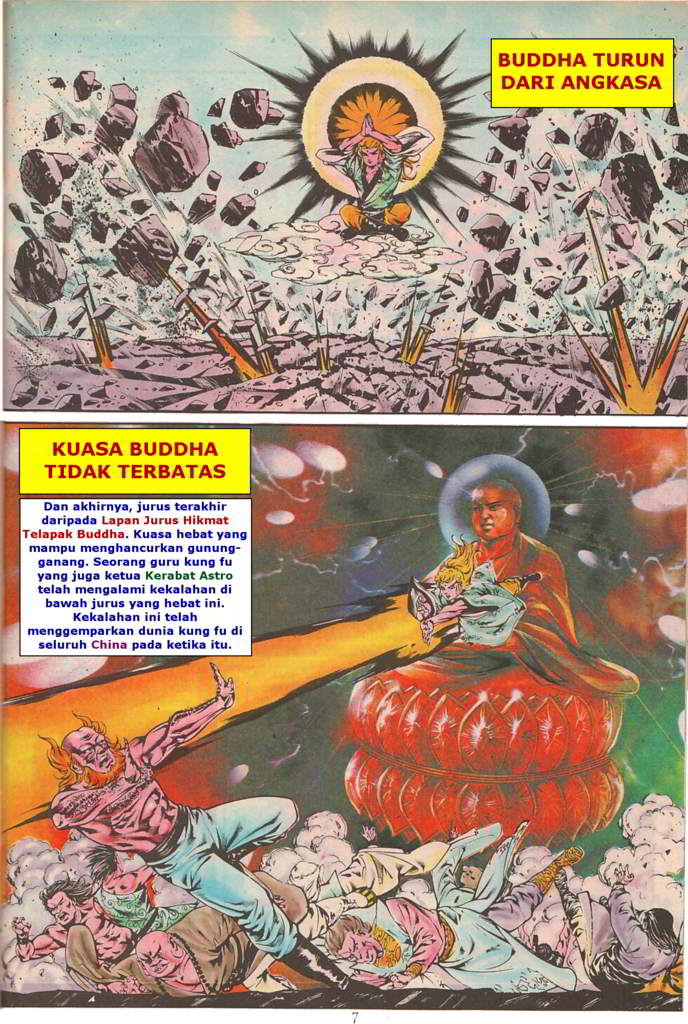 BUDDHA TURUN
DARI ANGKASA
KUASA BUDDHA
TIDAK TERBATAS
Dan akhirnya, jurus terakhir
daripada Lapan Jurus Hikmat
Telapak Buddha. Kuasa hebat yang
mampu menghancurkan gunung-
ganang. Seorang guru kung fu
yang juga ketua Kerabat Astro
telah mengalami kekalahan di
bawah jurus yang hebat ini.
Kekalahan ini telah
menggemparkan dunia kung fu di
seluruh China pada ketika itu.
7